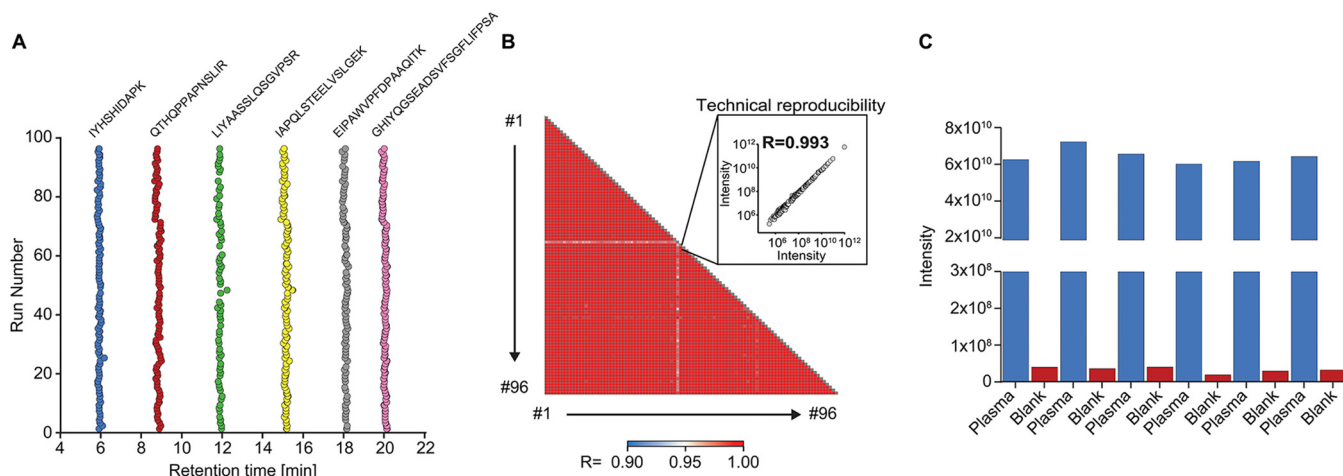 A
IYHSHIDAPK
QTHQPPAPNSLIR
LIYAASSLQSGVPSR
IAPQLSTEELVSLGEK
EIPAWVPFDPAAQITK
GHIYQGSEADSVFSGFLIFPSA
Run Number
100
80
60
40
20
0
4 6 8 10 12 14 16 18 20 22
Retention time [min]
B
Technical reproducibility
#1
#96
#1 #96
R=0.993
Intensity
10¹²
10¹⁰
10⁸
10⁶
10⁶ 10⁸ 10¹⁰ 10¹²
Intensity
R= 0.90 0.95 1.00
C
Intensity
8x10¹⁰
6x10¹⁰
4x10¹⁰
2x10¹⁰
3x10⁸
2x10⁸
1x10⁸
0
Plasma
Blank
Plasma
Blank
Plasma
Blank
Plasma
Blank
Plasma
Blank
Plasma
Blank